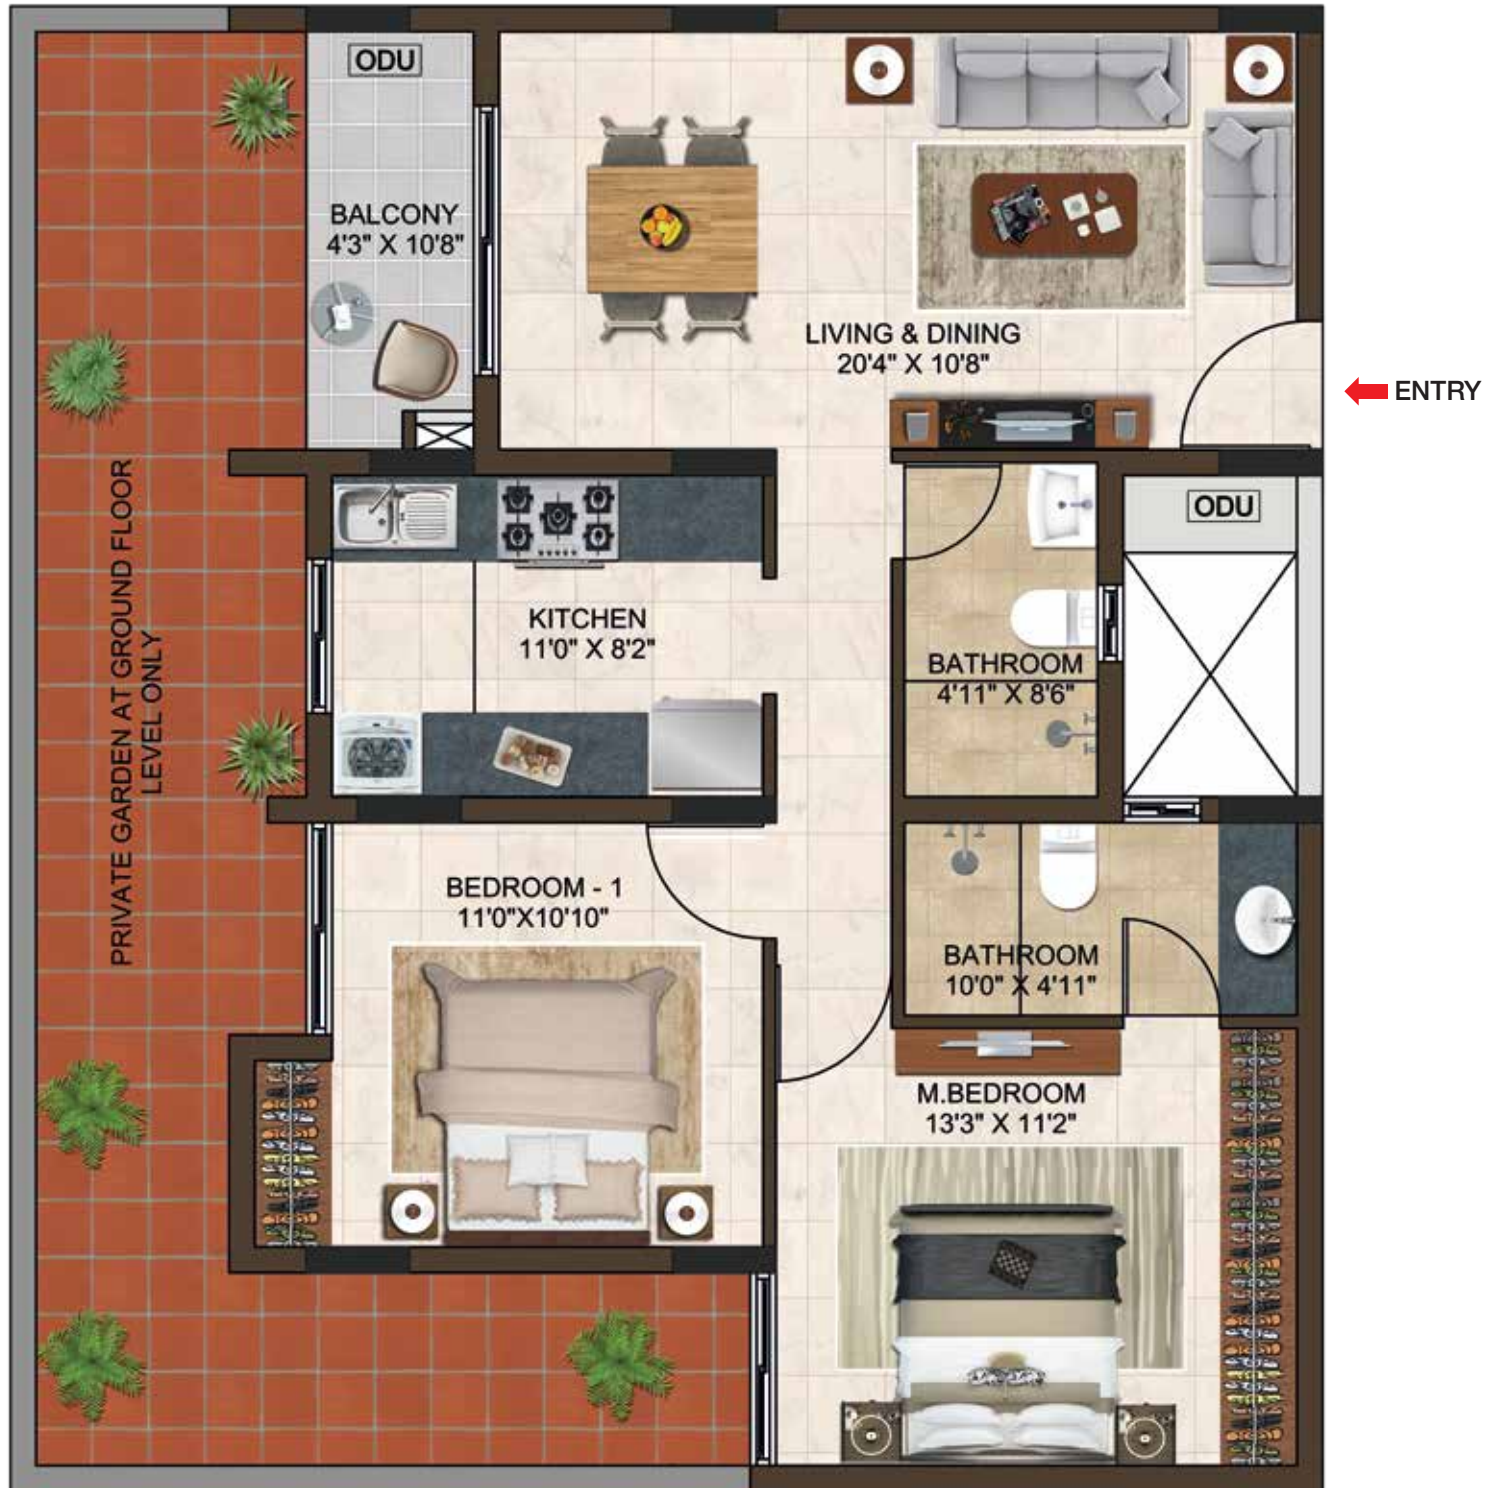 ODU
BALCONY
4'3" X 10'8"
LIVING & DINING
20'4" X 10'8"
ENTRY
ODU
KITCHEN
11'0" X 8'2"
BATHROOM
4'11" X 8'6"
PRIVATE GARDEN AT GROUND FLOOR
LEVEL ONLY
BEDROOM - 1
11'0"X10'10"
BATHROOM
10'0" X 4'11"
M.BEDROOM
13'3" X 11'2"